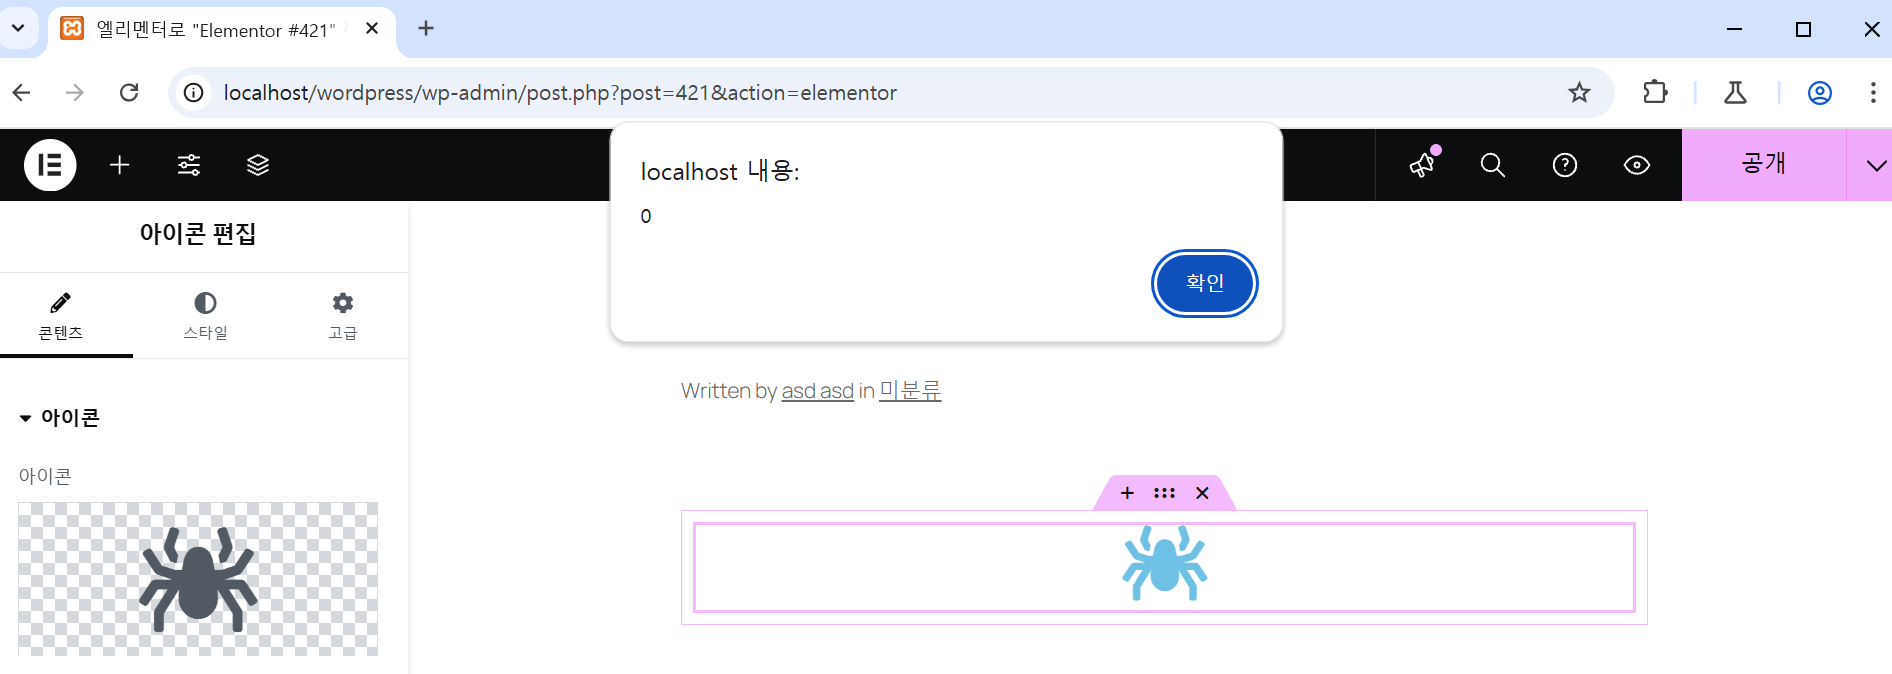 엘리멘터로 "Elementor #421"
localhost/wordpress/wp-admin/post.php?post=421&action=elementor
localhost 내용:
0
확인
공개
아이콘 편집
콘텐츠
스타일
고급
아이콘
아이콘
Written by asd asd in 미분류